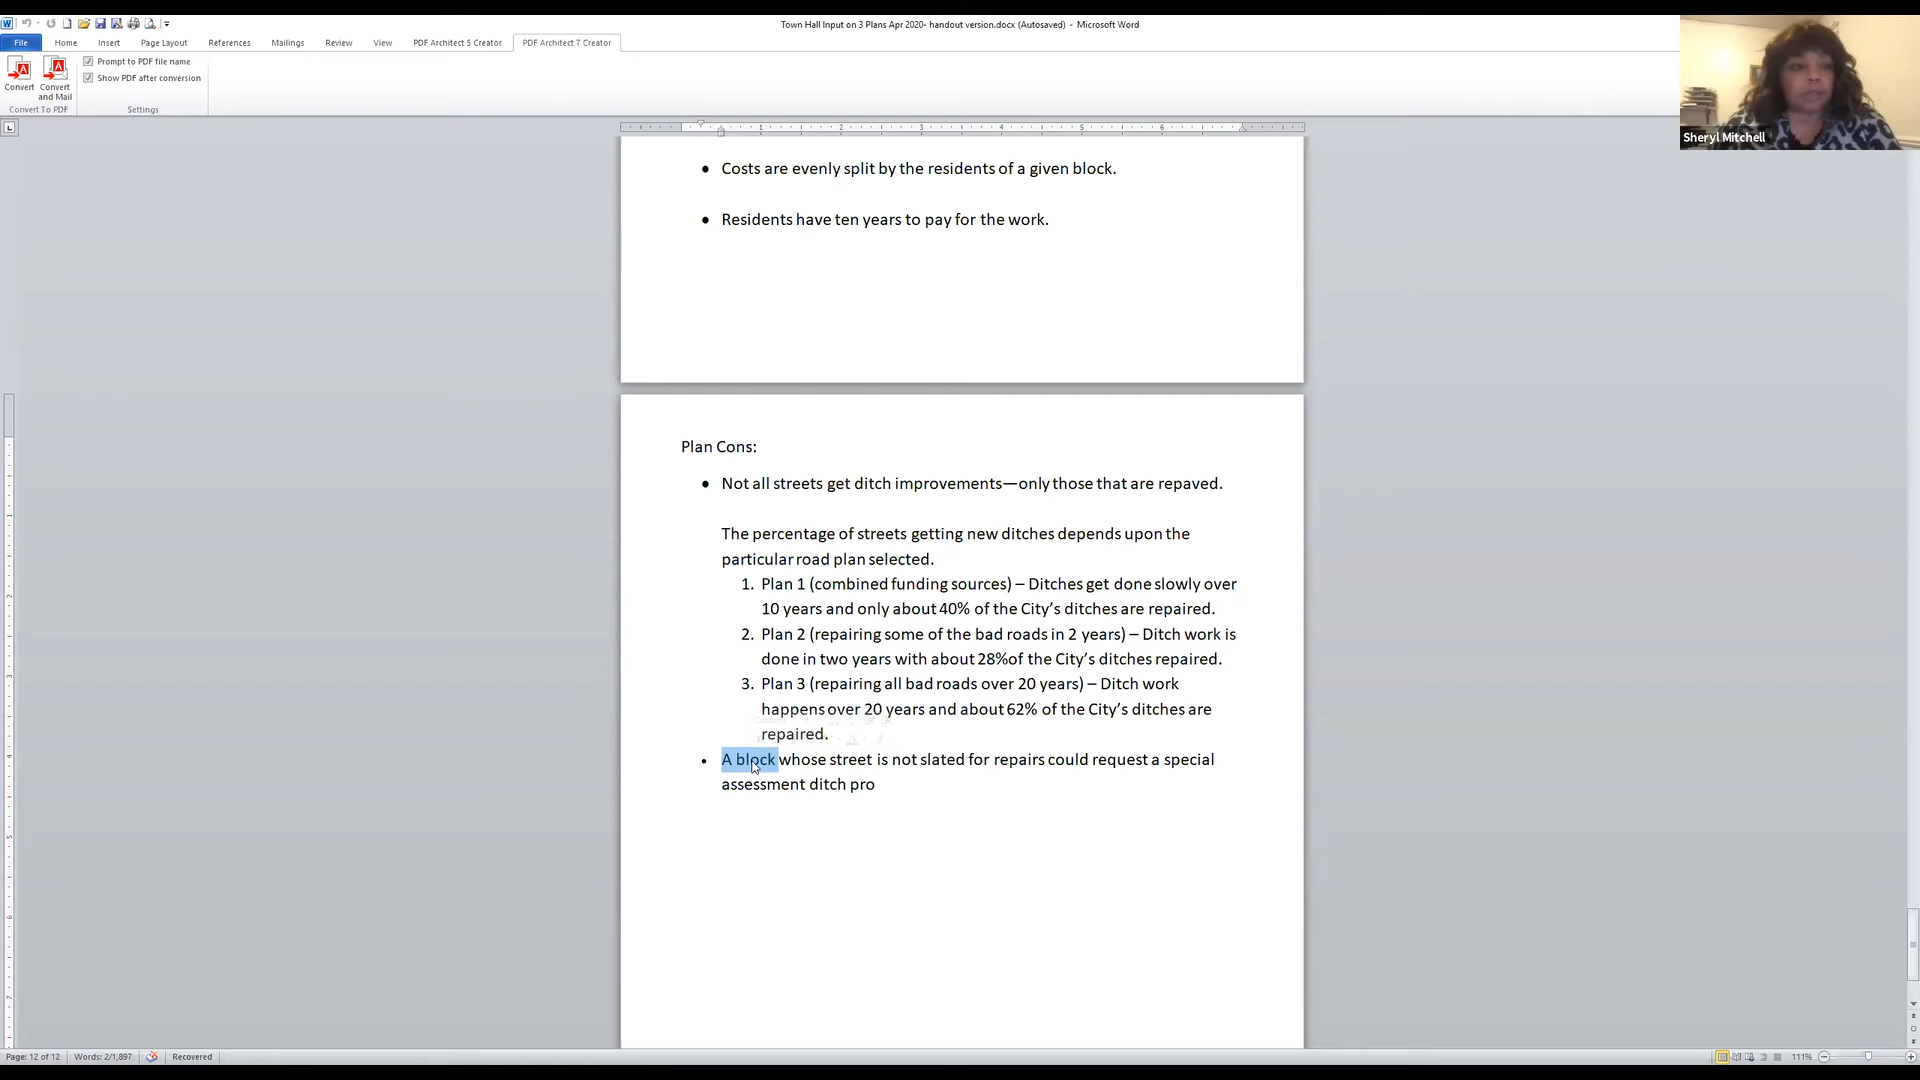 Town Hall Input on 3 Plans Apr 2020- handout version.docx (Autosaved) - Microsoft Word
File Home Insert Page Layout References Mailings Review View PDF Architect 5 Creator PDF Architect 7 Creator
Convert
Convert and Mail
Prompt to PDF file name
Show PDF after conversion
Convert To PDF
Settings
Sheryl Mitchell
1 2 3 4 5 6
• Costs are evenly split by the residents of a given block.
• Residents have ten years to pay for the work.
Plan Cons:
• Not all streets get ditch improvements—only those that are repaved.
The percentage of streets getting new ditches depends upon the
particular road plan selected.
1. Plan 1 (combined funding sources) – Ditches get done slowly over
10 years and only about 40% of the City's ditches are repaired.
2. Plan 2 (repairing some of the bad roads in 2 years) – Ditch work is
done in two years with about 28%of the City's ditches repaired.
3. Plan 3 (repairing all bad roads over 20 years) – Ditch work
happens over 20 years and about 62% of the City's ditches are
repaired.
• A block whose street is not slated for repairs could request a special
assessment ditch pro
Page: 12 of 12 Words: 2/1,897 Recovered 111%